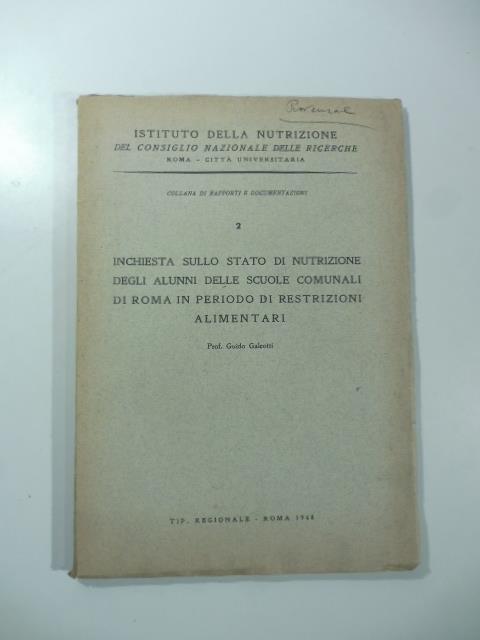 Provenzal
ISTITUTO DELLA NUTRIZIONE
DEL CONSIGLIO NAZIONALE DELLE RICERCHE
ROMA - CITTÀ UNIVERSITARIA
COLLANA DI RAPPORTI E DOCUMENTAZIONI
2
INCHIESTA SULLO STATO DI NUTRIZIONE
DEGLI ALUNNI DELLE SCUOLE COMUNALI
DI ROMA IN PERIODO DI RESTRIZIONI
ALIMENTARI
Prof. Guido Galeotti
TIP. REGIONALE - ROMA 1948